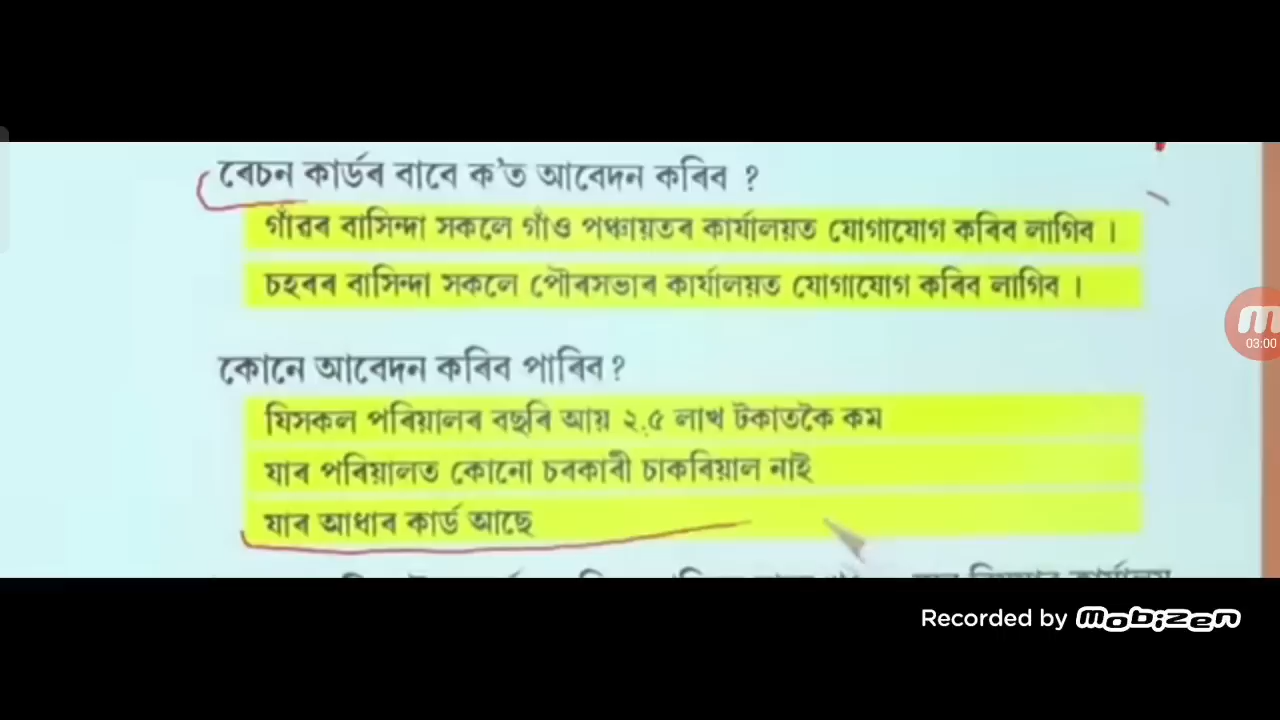 ৰেচন কাৰ্ডৰ বাবে ক'ত আবেদন কৰিব ?
গাঁৱৰ বাসিন্দা সকলে গাঁও পঞ্চায়তৰ কাৰ্যালয়ত যোগাযোগ কৰিব লাগিব ।
চহৰৰ বাসিন্দা সকলে পৌৰসভাৰ কাৰ্যালয়ত যোগাযোগ কৰিব লাগিব ।
কোনে আবেদন কৰিব পাৰিব ?
যিসকল পৰিয়ালৰ বছৰি আয় ২.৫ লাখ টকাতকৈ কম
যাৰ পৰিয়ালত কোনো চৰকাৰী চাকৰিয়াল নাই
যাৰ আধাৰ কাৰ্ড আছে
03:00
Recorded by Mobizen